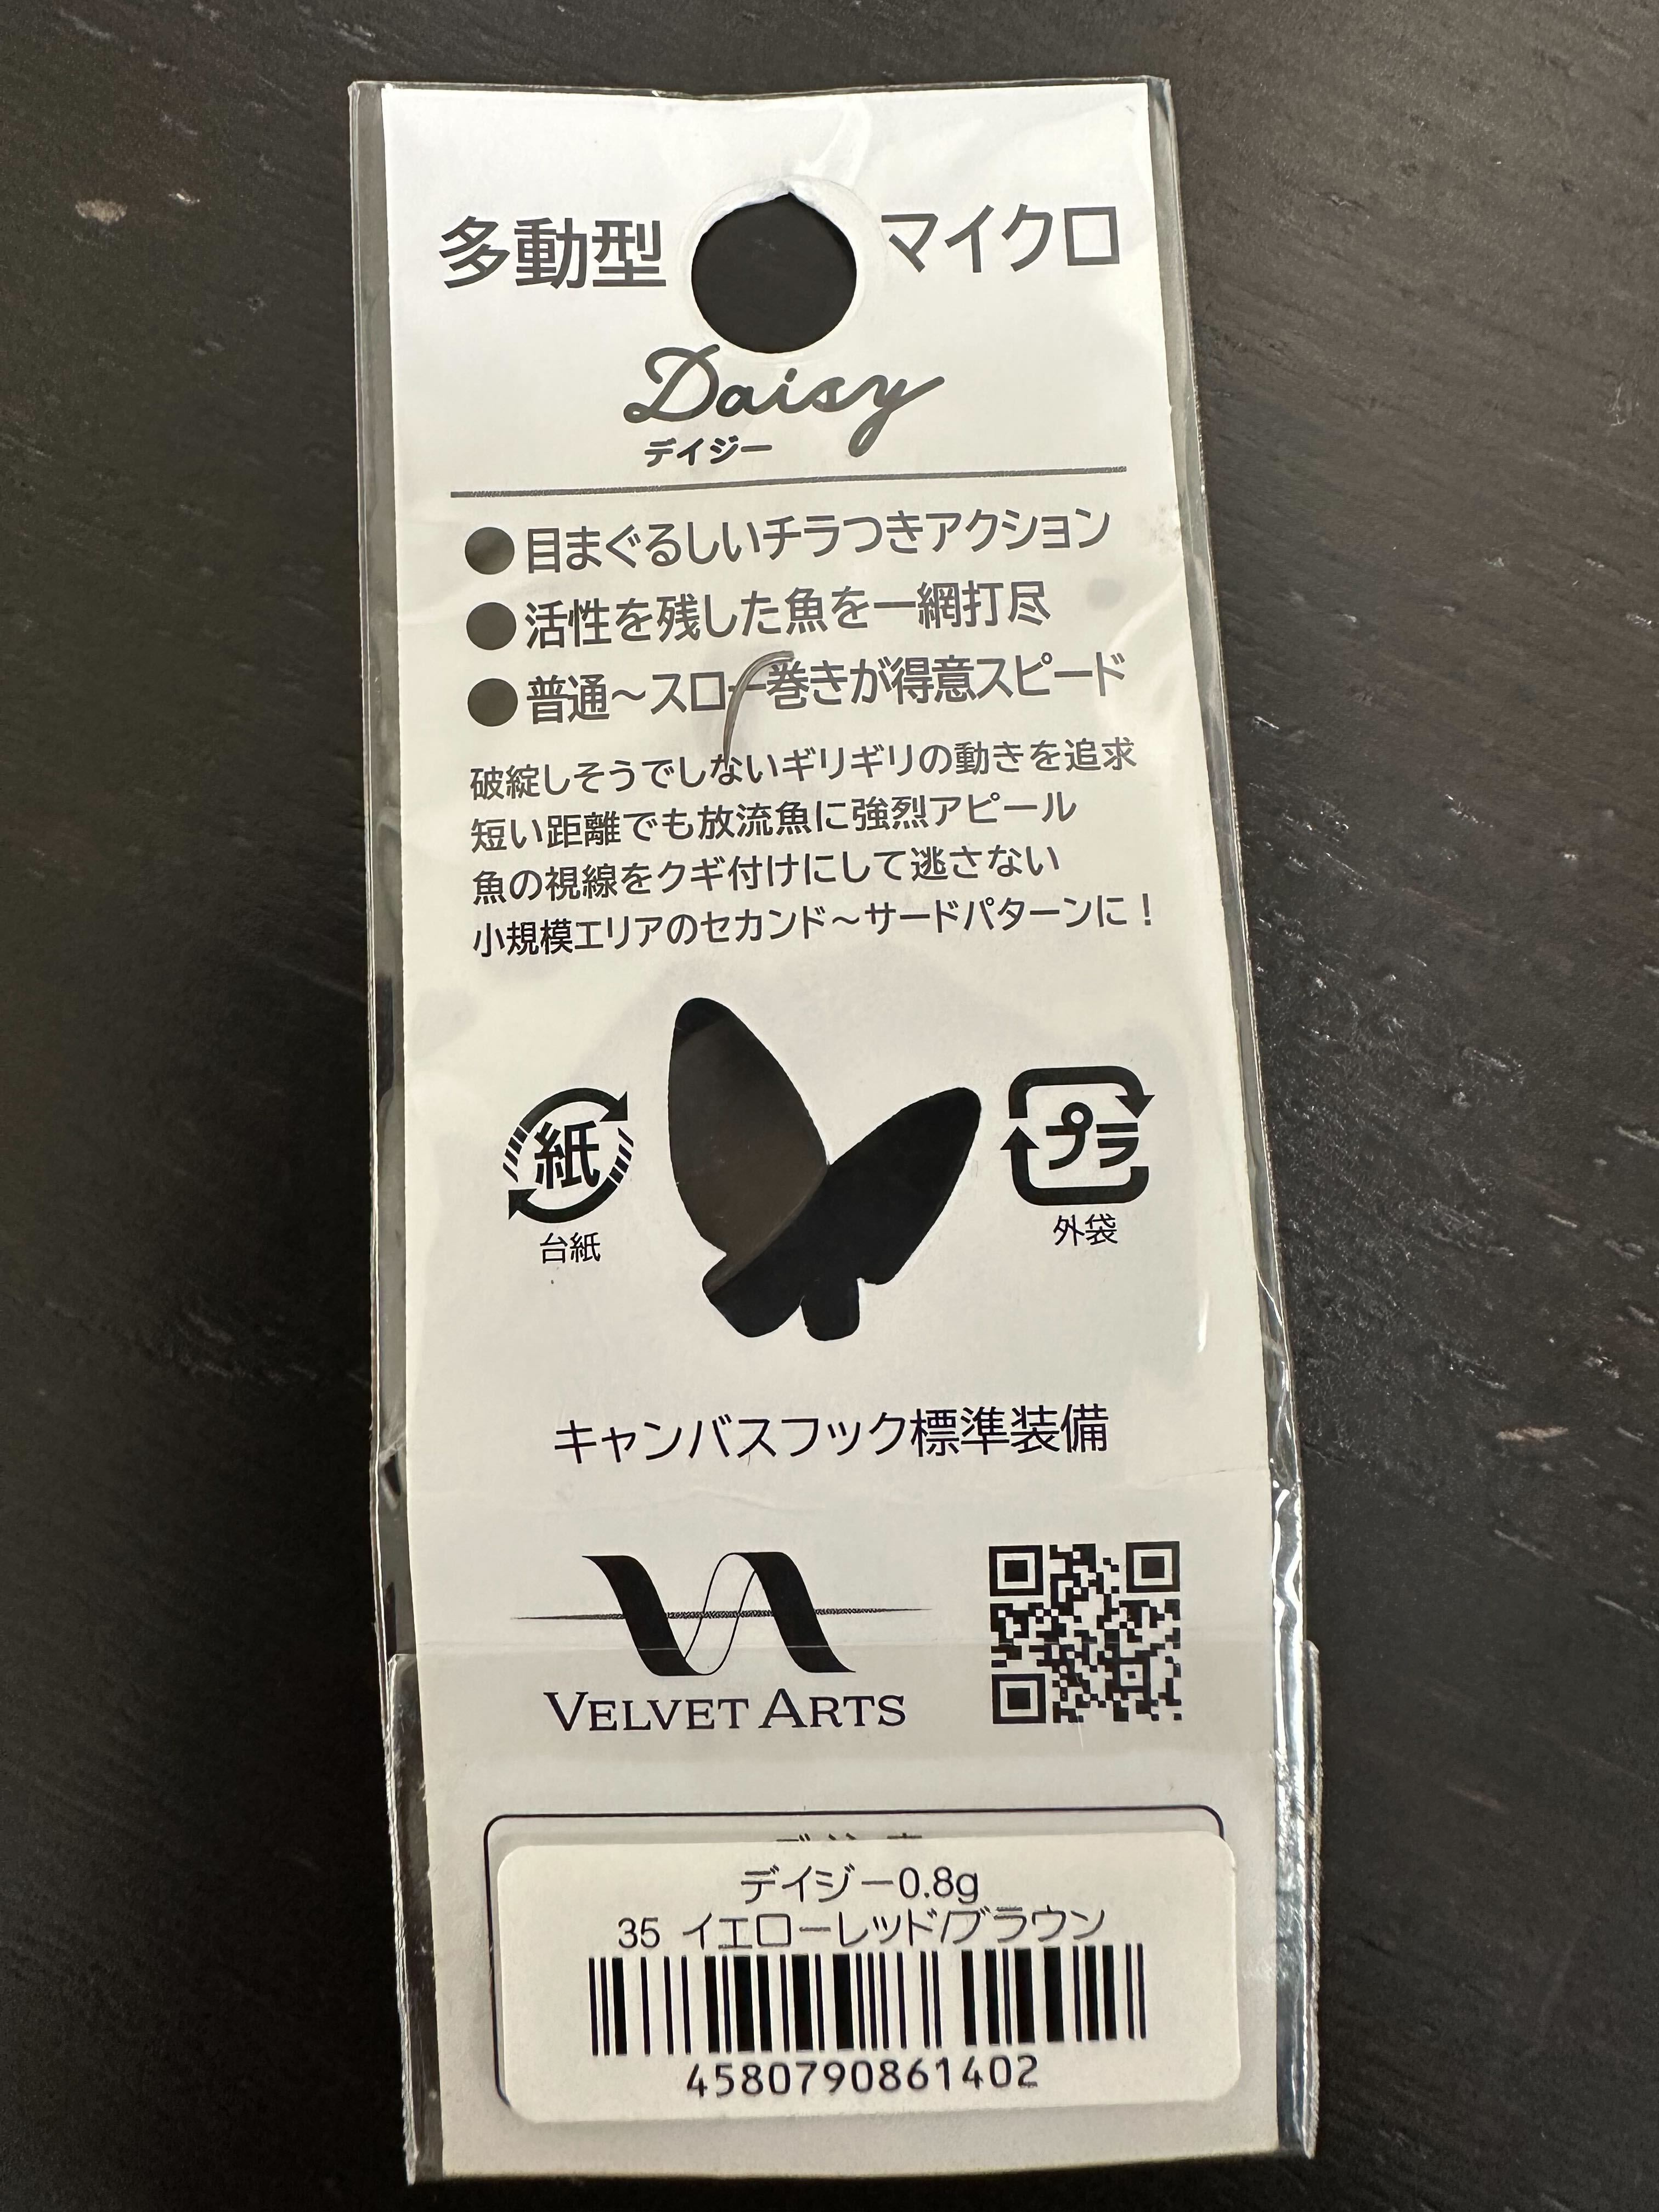 多動型 マイクロ
Daisy
デイジー
●目まぐるしいチラつきアクション
●活性を残した魚を一網打尽
●普通～スロー巻きが得意スピード
破綻しそうでしないギリギリの動きを追求
短い距離でも放流魚に強烈アピール
魚の視線をクギ付けにして逃さない
小規模エリアのセカンド～サードパターンに！
紙
台紙
プラ
外袋
キャンバスフック標準装備
VELVET ARTS
デイジー0.8g
35 イエローレッド/ブラウン
4580790861402